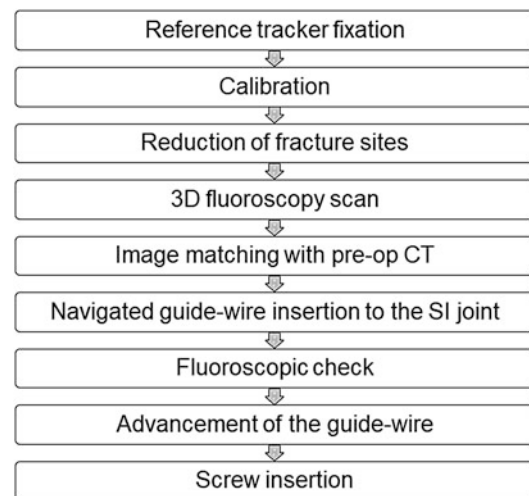 Reference tracker fixation
Calibration
Reduction of fracture sites
3D fluoroscopy scan
Image matching with pre-op CT
Navigated guide-wire insertion to the SI joint
Fluoroscopic check
Advancement of the guide-wire
Screw insertion